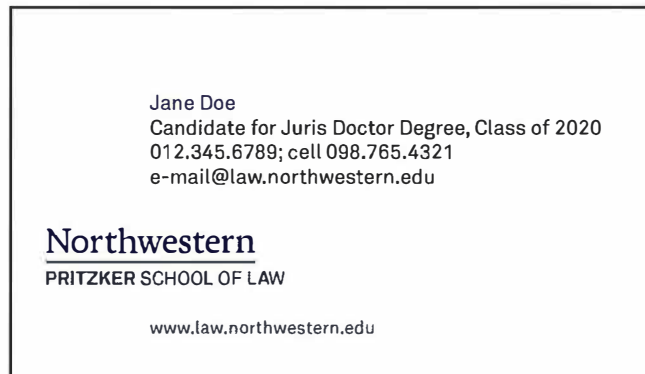 Jane Doe
Candidate for Juris Doctor Degree, Class of 2020
012.345.6789; cell 098.765.4321
e-mail@law.northwestern.edu
Northwestern
PRITZKER SCHOOL OF LAW
www.law.northwestern.edu